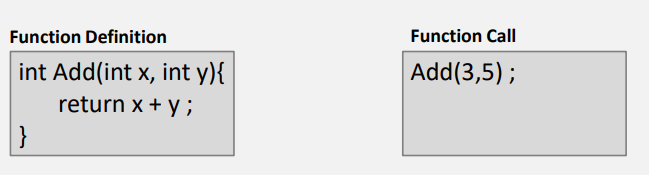 Function Definition
int Add(int x, int y){
return x + y ;
}
Function Call
Add(3,5) ;